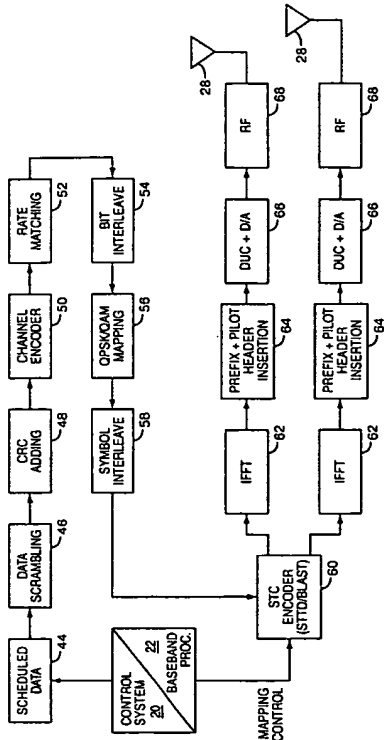 SCHEDULED
DATA
44
DATA
SCRAMBLING
46
CRC
ADDING
48
CHANNEL
ENCODER
50
RATE
MATCHING
52
BIT
INTERLEAVE
54
QPSK/QAM
MAPPING
56
SYMBOL
INTERLEAVE
58
CONTROL
SYSTEM
20
22
BASEBAND
PROC.
MAPPING
CONTROL
STC
ENCODER
(STTD/BLAST)
60
IFFT
62
PREFIX + PILOT
HEADER
INSERTION
64
DUC + D/A
66
RF
68
28
IFFT
62
PREFIX + PILOT
HEADER
INSERTION
64
DUC + D/A
66
RF
68
28